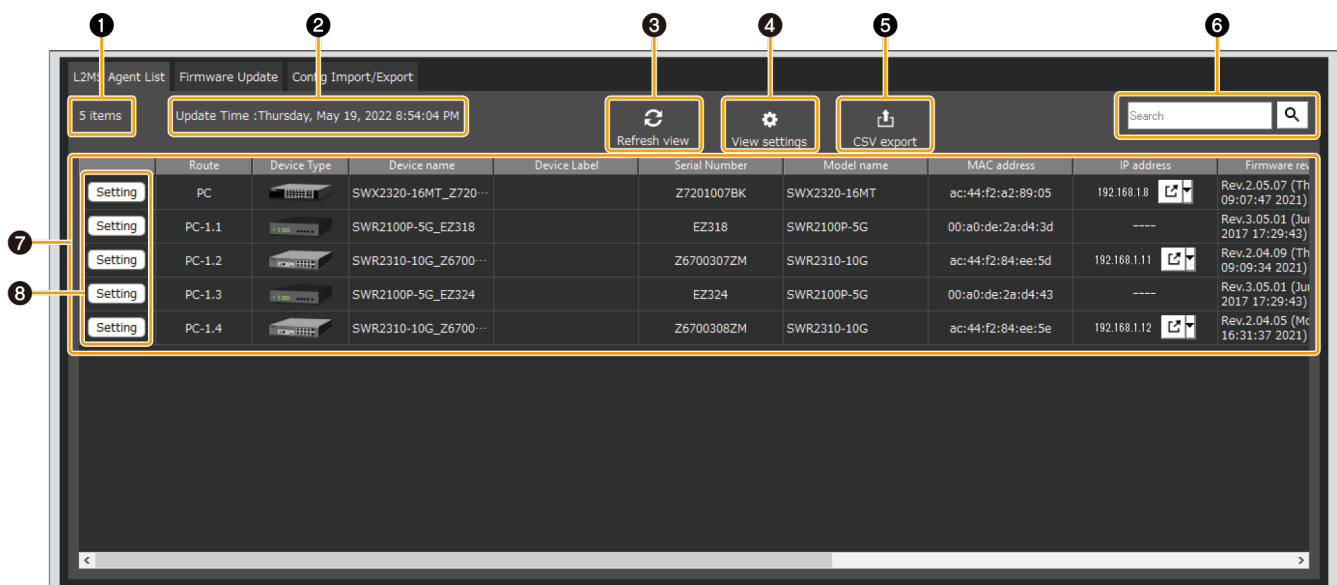 1 2 3 4 5 6
L2MS Agent List Firmware Update Config Import/Export
5 items Update Time :Thursday, May 19, 2022 8:54:04 PM Refresh view View settings CSV export Search
Route Device Type Device name Device Label Serial Number Model name MAC address IP address Firmware rev
7
8
Setting PC SWX2320-16MT_Z720··· Z7201007BK SWX2320-16MT ac:44:f2:a2:89:05 192.168.1.8 Rev.2.05.07 (Th
09:07:47 2021)
Setting PC-1.1 SWR2100P-5G_EZ318 EZ318 SWR2100P-5G 00:a0:de:2a:d4:3d ---- Rev.3.05.01 (Ju
2017 17:29:43)
Setting PC-1.2 SWR2310-10G_Z6700··· Z6700307ZM SWR2310-10G ac:44:f2:84:ee:5d 192.168.1.11 Rev.2.04.09 (Th
09:09:34 2021)
Setting PC-1.3 SWR2100P-5G_EZ324 EZ324 SWR2100P-5G 00:a0:de:2a:d4:43 ---- Rev.3.05.01 (Ju
2017 17:29:43)
Setting PC-1.4 SWR2310-10G_Z6700··· Z6700308ZM SWR2310-10G ac:44:f2:84:ee:5e 192.168.1.12 Rev.2.04.05 (Mo
16:31:37 2021)